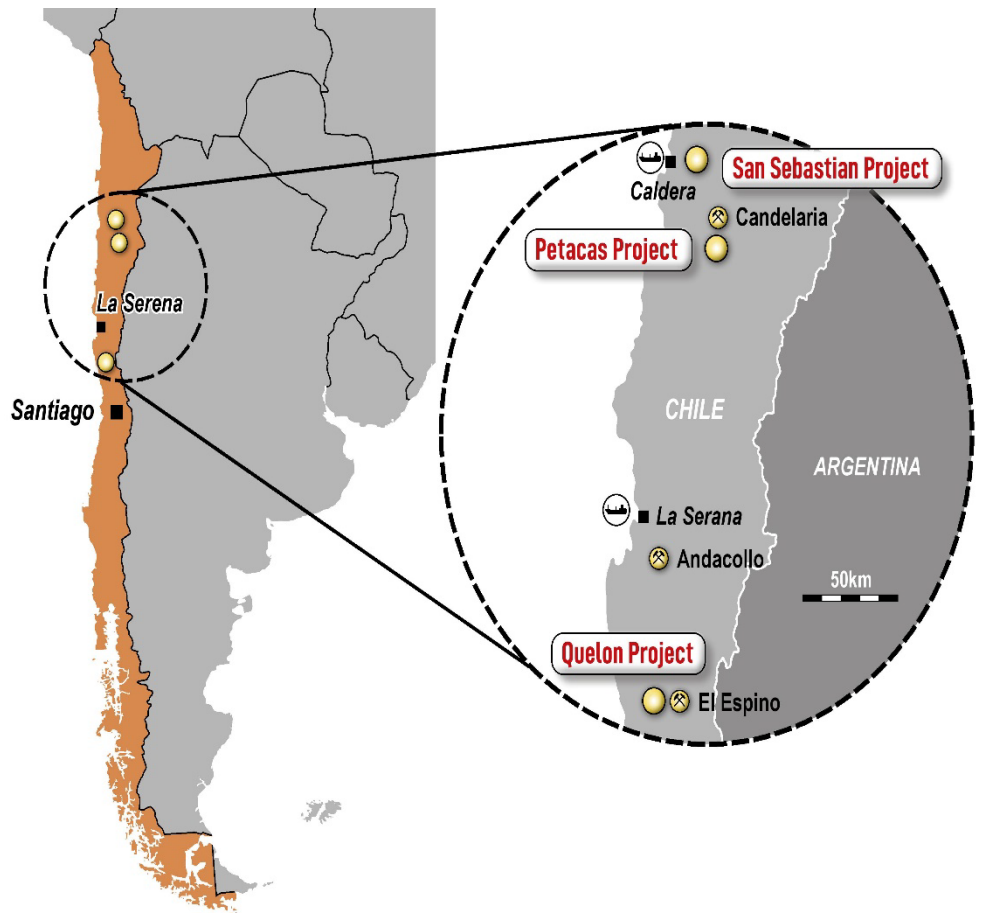 La Serena
Santiago
Caldera
San Sebastian Project
Candelaria
Petacas Project
CHILE
ARGENTINA
La Serana
Andacollo
50km
Quelon Project
El Espino